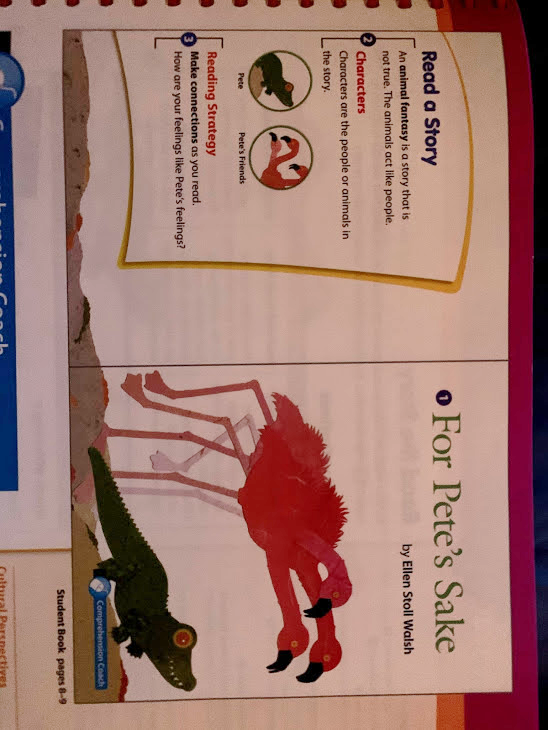 Read a Story
An animal fantasy is a story that is
not true. The animals act like people.
2
Characters
Characters are the people or animals in
the story.
Pete
Pete's Friends
Reading Strategy
3 Make connections as you read.
How are your feelings like Pete's feelings?
1 For Pete's Sake
by Ellen Stoll Walsh
Comprehension Coach
Student Book pages 8–9
Coach
Cultural Perspectives